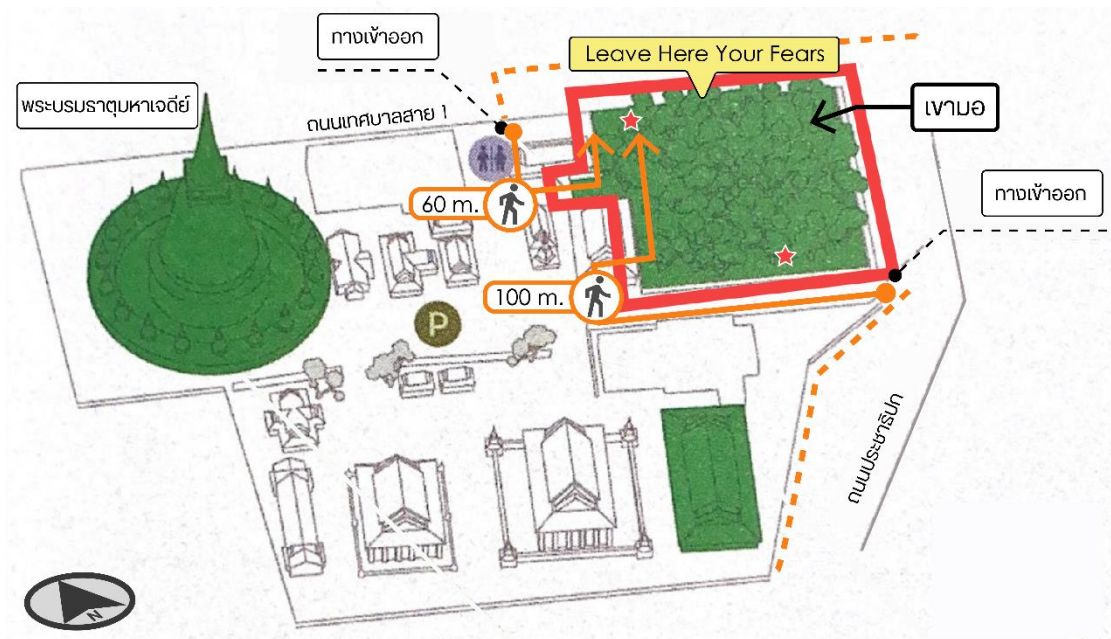 ทางเข้าออก
Leave Here Your Fears
พระบรมธาตุมหาเจดีย์
ถนนเทศบาลสาย 1
เขามอ
ทางเข้าออก
60 m.
100 m.
P
ถนนประชาธิปก
N